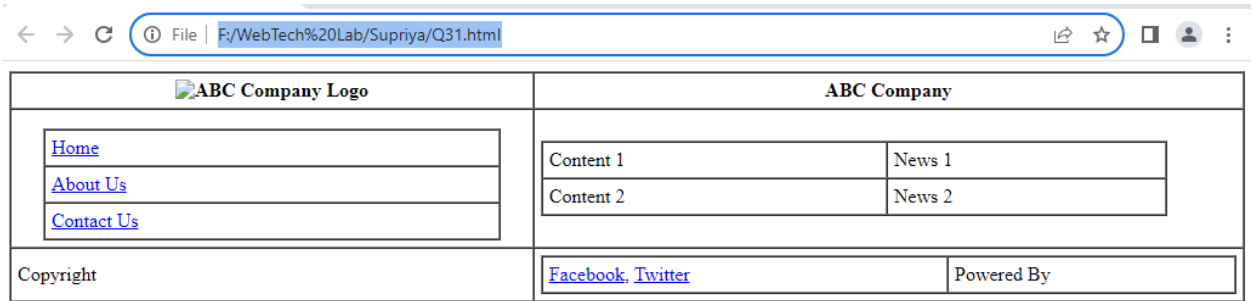 File | F:/WebTech%20Lab/Supriya/Q31.html
ABC Company Logo ABC Company
Home
About Us
Contact Us
Content 1 News 1
Content 2 News 2
Copyright Facebook, Twitter Powered By